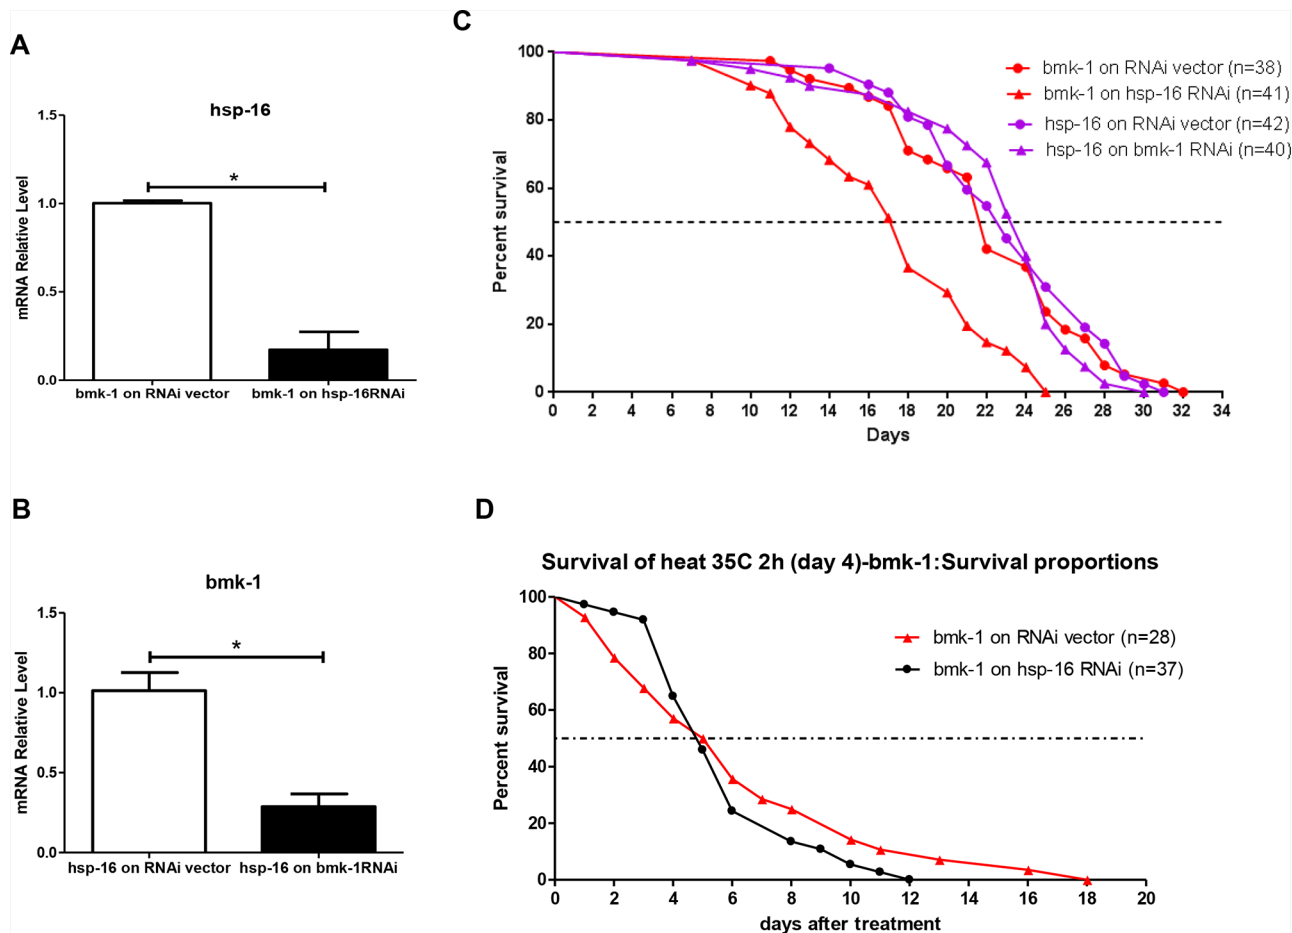 A
hsp-16
1.5
1.0
0.5
0.0
mRNA Relative Level
*
bmk-1 on RNAi vector
bmk-1 on hsp-16RNAi
B
bmk-1
1.5
1.0
0.5
0.0
mRNA Relative Level
*
hsp-16 on RNAi vector
hsp-16 on bmk-1RNAi
C
100
80
60
40
20
0
Percent survival
bmk-1 on RNAi vector (n=38)
bmk-1 on hsp-16 RNAi (n=41)
hsp-16 on RNAi vector (n=42)
hsp-16 on bmk-1 RNAi (n=40)
0 2 4 6 8 10 12 14 16 18 20 22 24 26 28 30 32 34
Days
D
Survival of heat 35C 2h (day 4)-bmk-1:Survival proportions
100
80
60
40
20
0
Percent survival
bmk-1 on RNAi vector (n=28)
bmk-1 on hsp-16 RNAi (n=37)
0 2 4 6 8 10 12 14 16 18 20
days after treatment